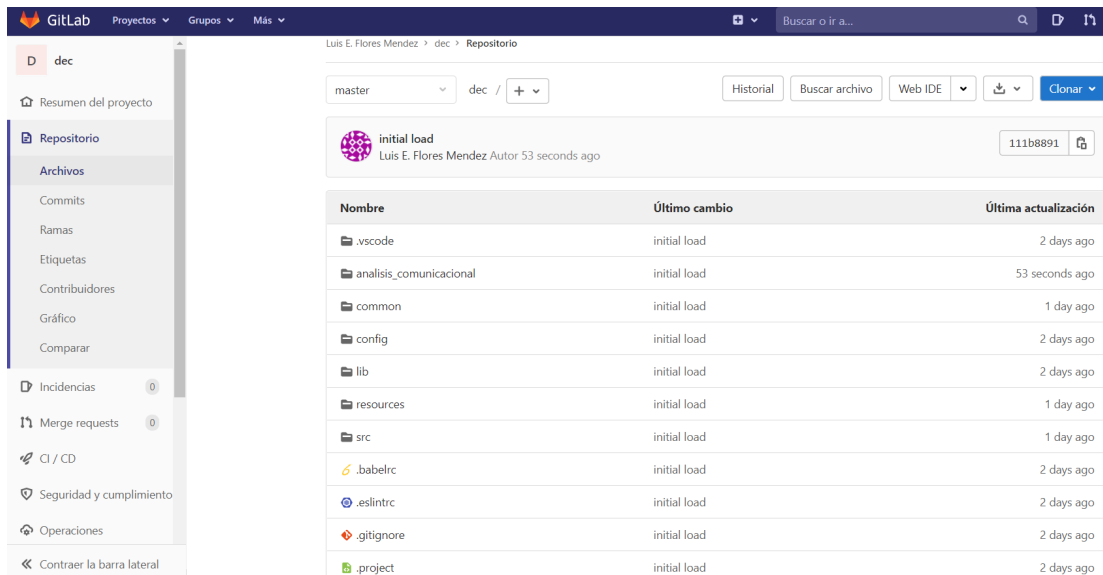 GitLab Proyectos Grupos Más Buscar o ir a...
D dec
Resumen del proyecto
Repositorio
Archivos
Commits
Ramas
Etiquetas
Contribuidores
Gráfico
Comparar
Incidencias 0
Merge requests 0
CI / CD
Seguridad y cumplimiento
Operaciones
Contraer la barra lateral
Luis E. Flores Mendez > dec > Repositorio
master dec / + Historial Buscar archivo Web IDE Clonar
initial load
Luis E. Flores Mendez Autor 53 seconds ago 111b8891
Nombre Último cambio Última actualización
.vscode initial load 2 days ago
analisis_comunicacional initial load 53 seconds ago
common initial load 1 day ago
config initial load 2 days ago
lib initial load 2 days ago
resources initial load 1 day ago
src initial load 1 day ago
.babelrc initial load 2 days ago
.eslintrc initial load 2 days ago
.gitignore initial load 2 days ago
.project initial load 2 days ago